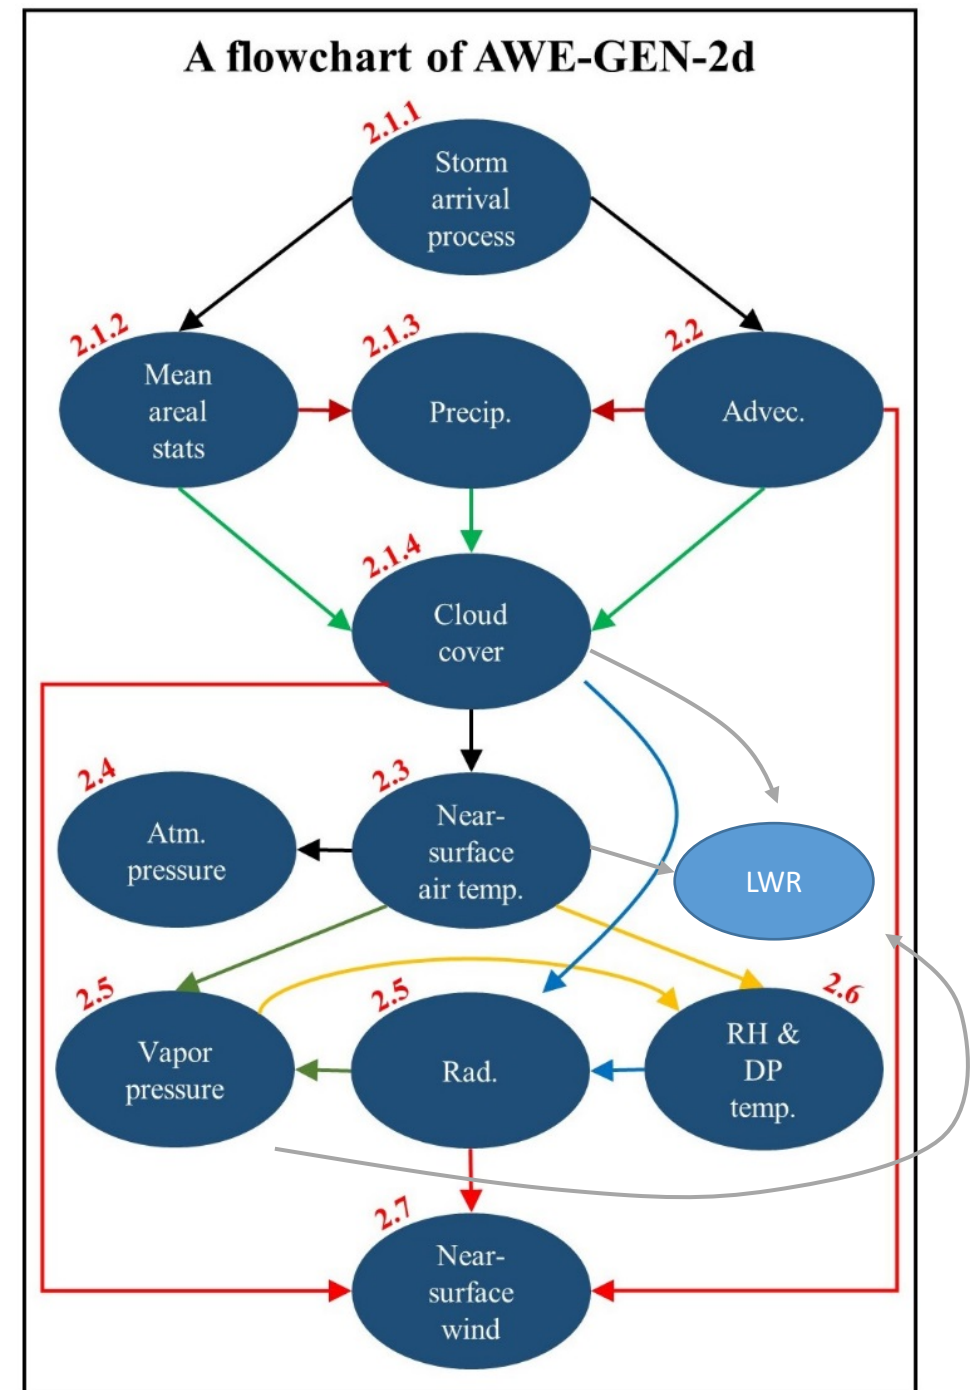 A flowchart of AWE-GEN-2d
2.1.1
Storm
arrival
process
2.1.2
Mean
areal
stats
2.1.3
Precip.
2.2
Advec.
2.1.4
Cloud
cover
2.4
Atm.
pressure
2.3
Near-
surface
air temp.
LWR
2.5
Vapor
pressure
2.5
Rad.
2.6
RH &
DP
temp.
2.7
Near-
surface
wind